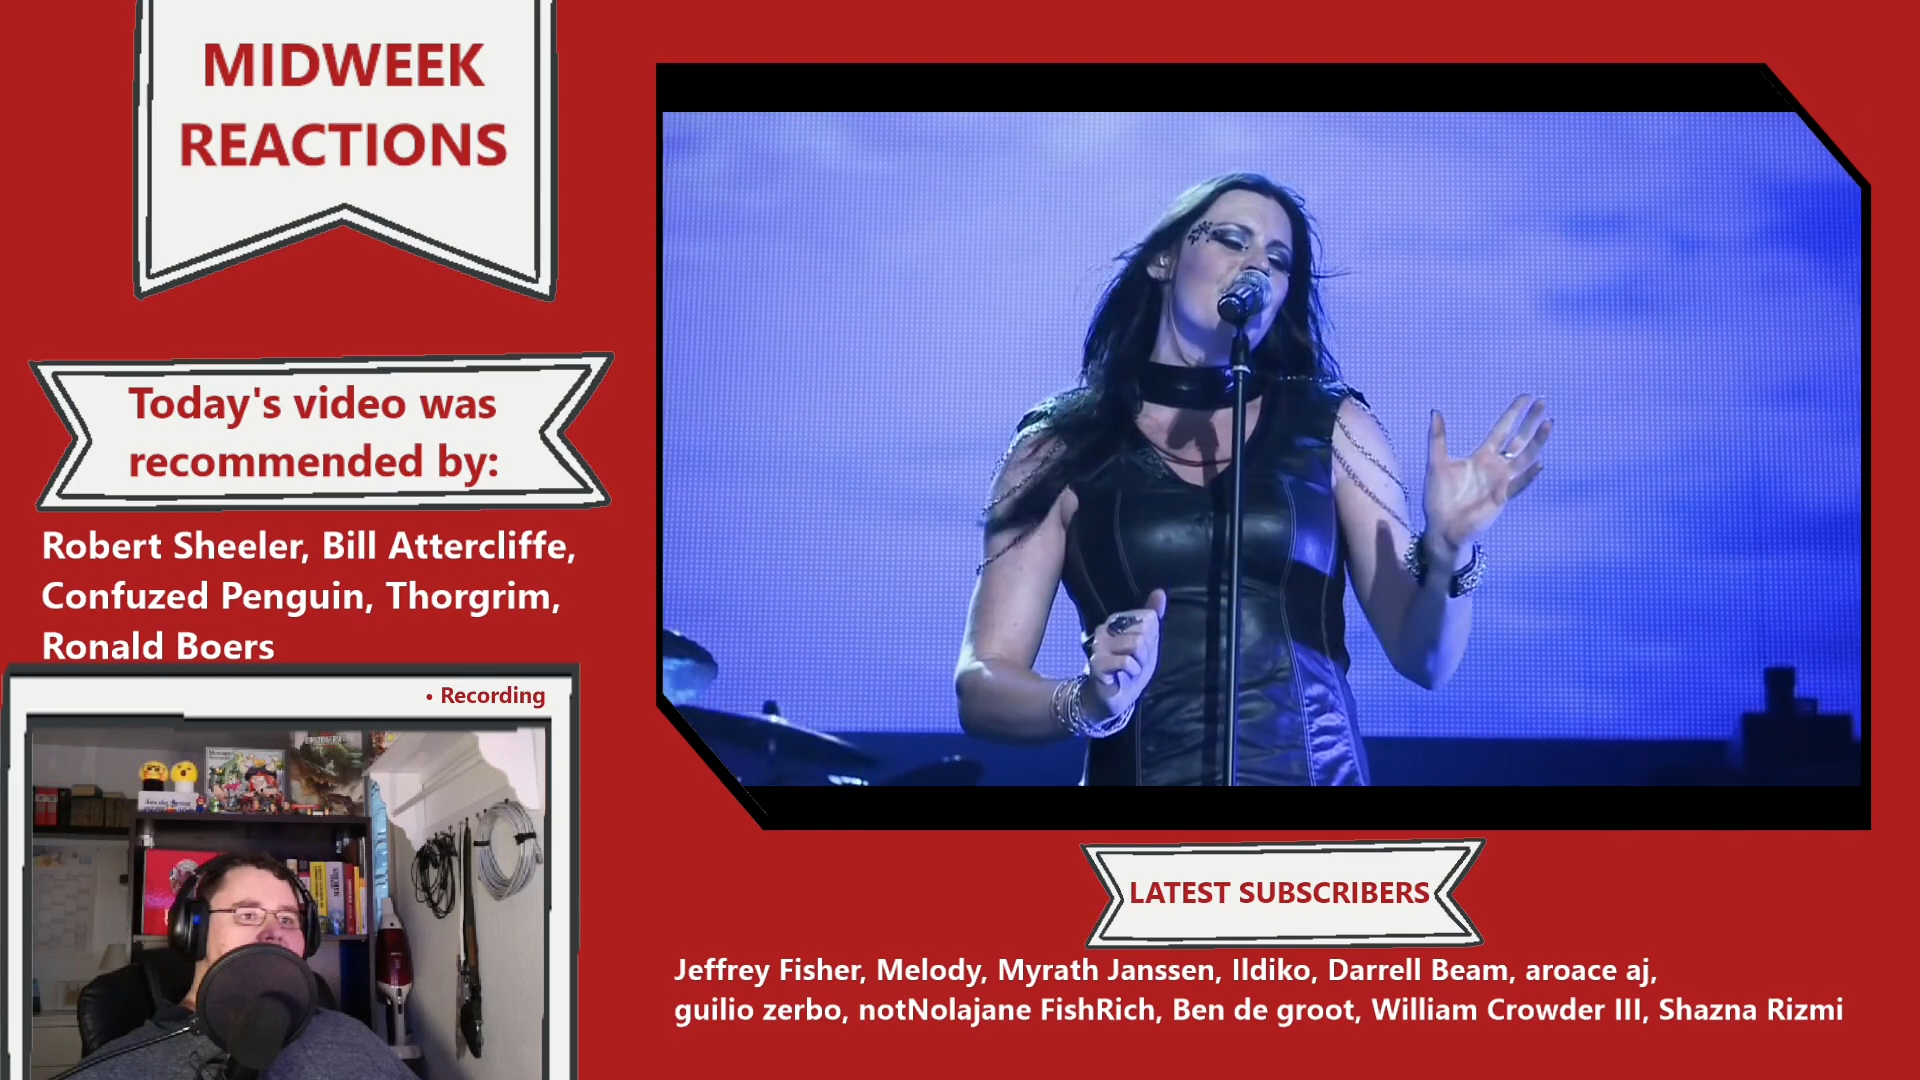 MIDWEEK
REACTIONS
Today's video was
recommended by:
Robert Sheeler, Bill Attercliffe,
Confuzed Penguin, Thorgrim,
Ronald Boers
• Recording
LATEST SUBSCRIBERS
Jeffrey Fisher, Melody, Myrath Janssen, Ildiko, Darrell Beam, aroace aj,
guilio zerbo, notNolajane FishRich, Ben de groot, William Crowder III, Shazna Rizmi